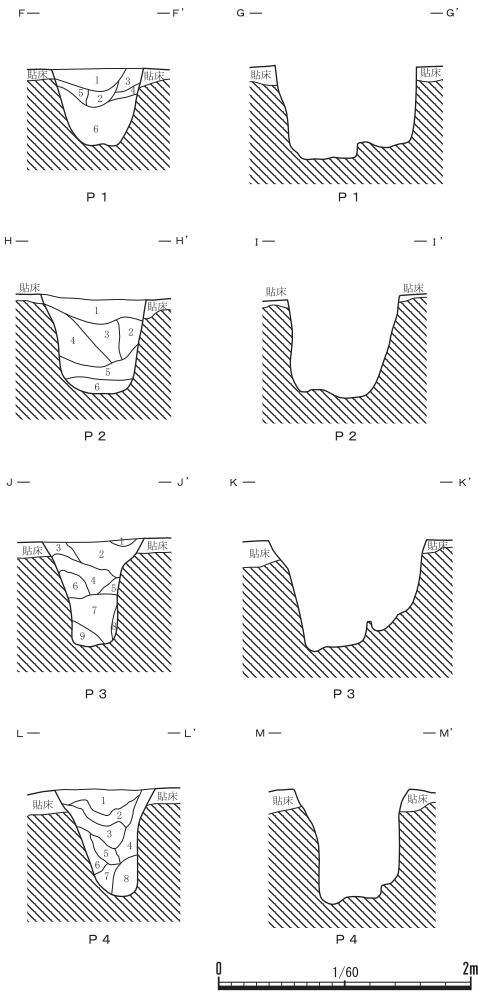 F F' G G'
貼床 1 3 貼床 貼床 貼床
5 2 4
6
P 1 P 1
H H' I I'
貼床 貼床 貼床 貼床
1
4 3 2
5
6
P 2 P 2
J J' K K'
貼床 3 2 1 貼床 貼床 貼床
6 4 5
7
9 8
P 3 P 3
L L' M M'
貼床 1 貼床 貼床 貼床
2
3
4
5
6 7 8
P 4 P 4
0 1/60 2m